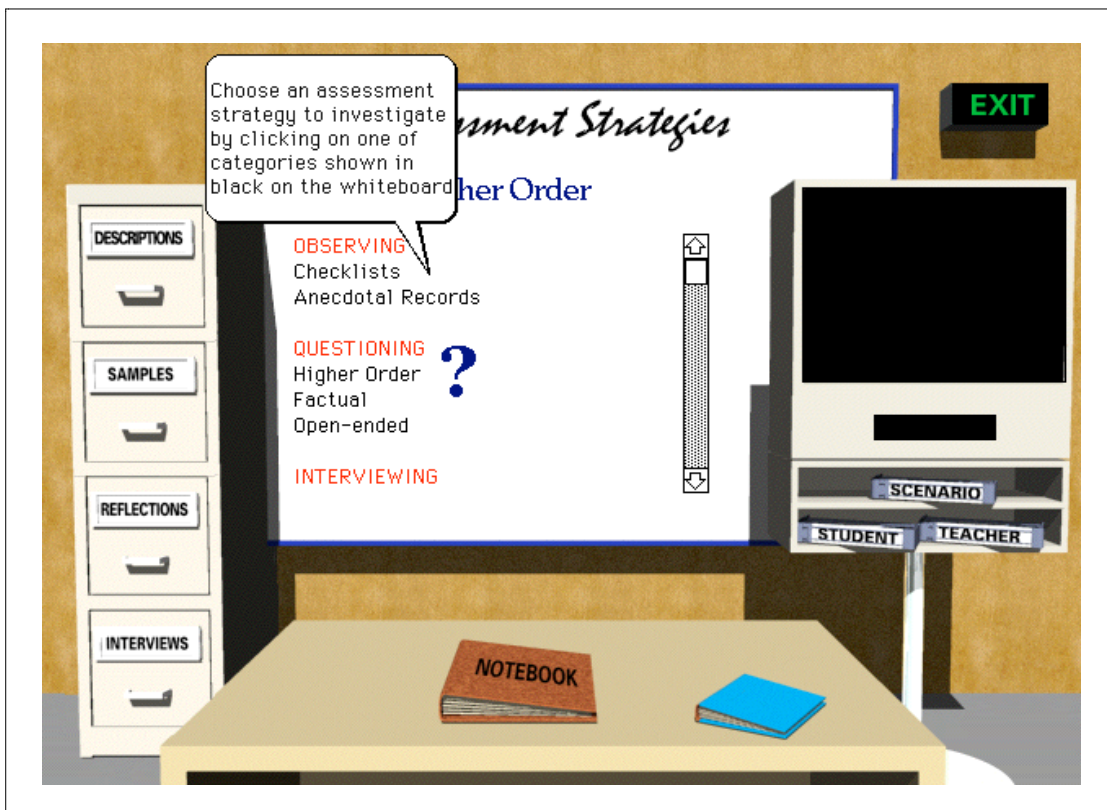 Choose an assessment
strategy to investigate
by clicking on one of
categories shown in
black on the whiteboard
Strategies
Order
EXIT
OBSERVING
Checklists
Anecdotal Records
QUESTIONING
?
Higher Order
Factual
Open-ended
INTERVIEWING
DESCRIPTIONS
SAMPLES
REFLECTIONS
INTERVIEWS
SCENARIO
STUDENT
TEACHER
NOTEBOOK